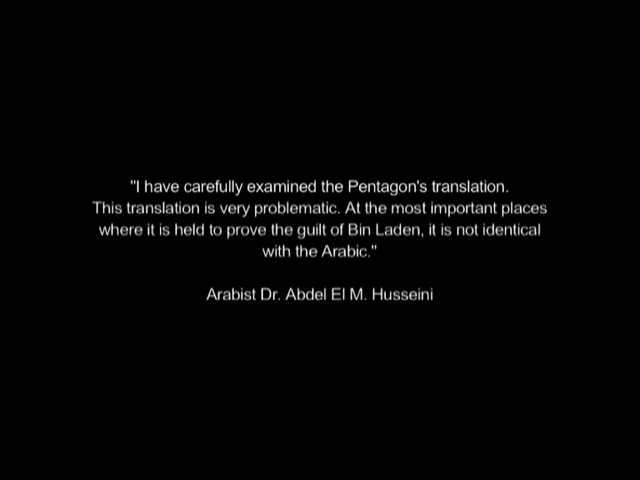 "I have carefully examined the Pentagon's translation.
This translation is very problematic. At the most important places
where it is held to prove the guilt of Bin Laden, it is not identical
with the Arabic."
Arabist Dr. Abdel El M. Husseini